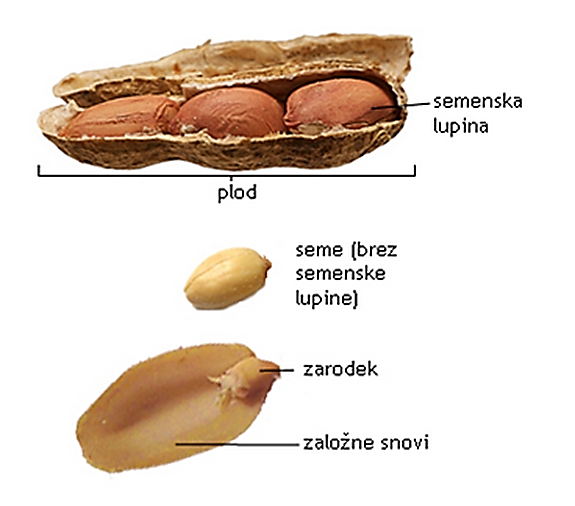 semenska
lupina
plod
seme (brez
semenske
lupine)
zarodek
založne snovi